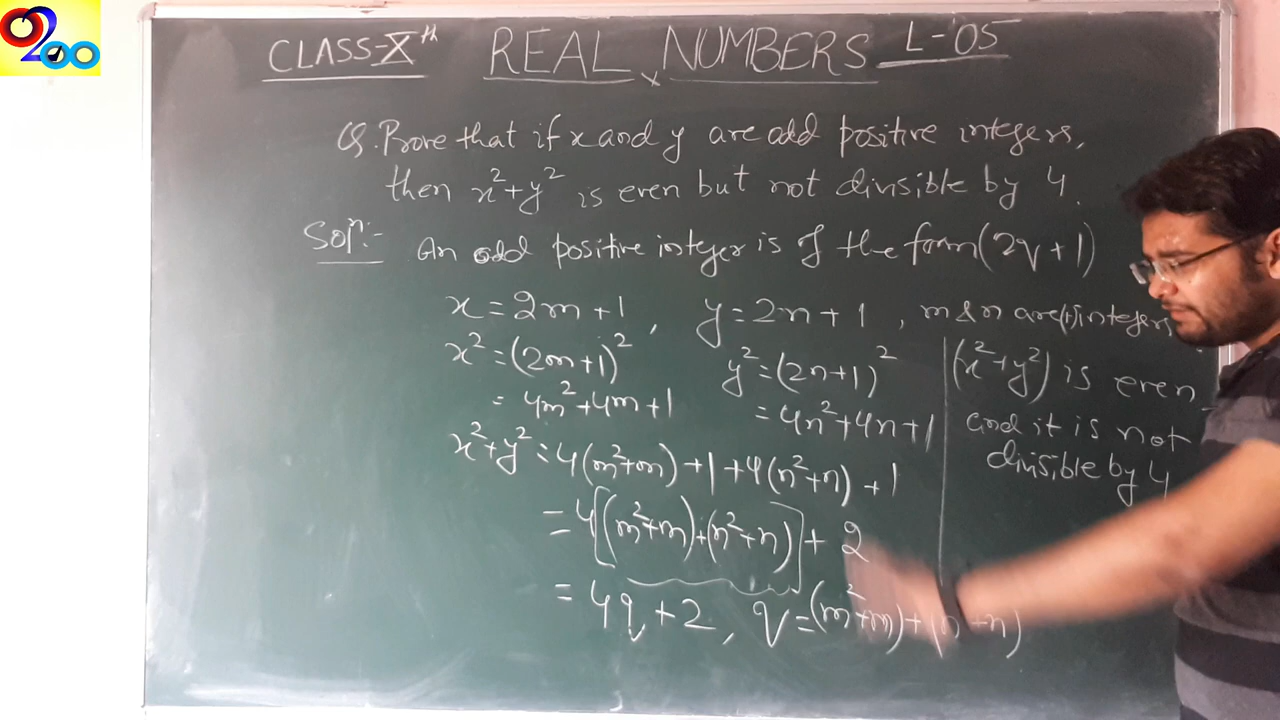 0200
CLASS-Xth REAL NUMBERS L-'05
Q. Prove that if x and y are odd positive integers,
then x²+y² is even but not divisible by 4.
Solⁿ:- An odd positive integer is of the form (2q+1)
x = 2m+1, y = 2n+1, m & n are (+) integers.
x² = (2m+1)² y² = (2n+1)²
= 4m²+4m+1 = 4n²+4n+1
x²+y² = 4(m²+m)+1+4(n²+n)+1
= 4[(m²+m)+(n²+n)]+2
= 4q+2, q=(m²+m)+(n²+n)
(x²+y²) is even
and it is not
divisible by 4